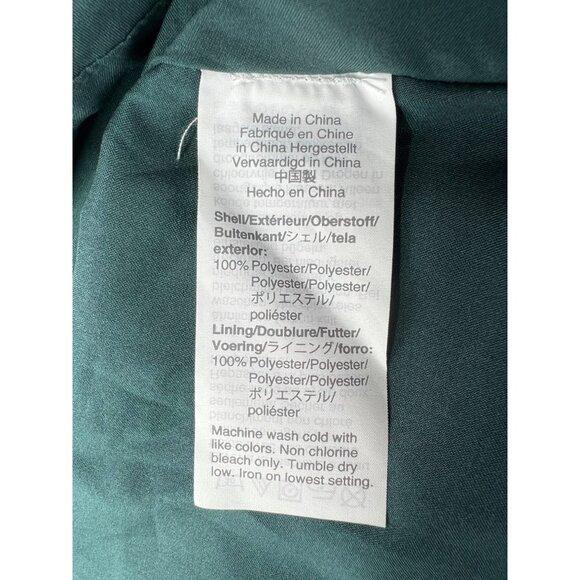 Made in China
Fabriqué en Chine
in China Hergestellt
Vervaardigd in China
中国製
Hecho en China
Shell/Extérieur/Oberstoff/
Buitenkant/シェル/tela
exterior:
100% Polyester/Polyester/
Polyester/Polyester/
ポリエステル/
poliéster
Lining/Doublure/Futter/
Voering/ライニング/forro:
100% Polyester/Polyester/
Polyester/Polyester/
ポリエステル/
poliéster
Machine wash cold with
like colors. Non chlorine
bleach only. Tumble dry
low. Iron on lowest setting.